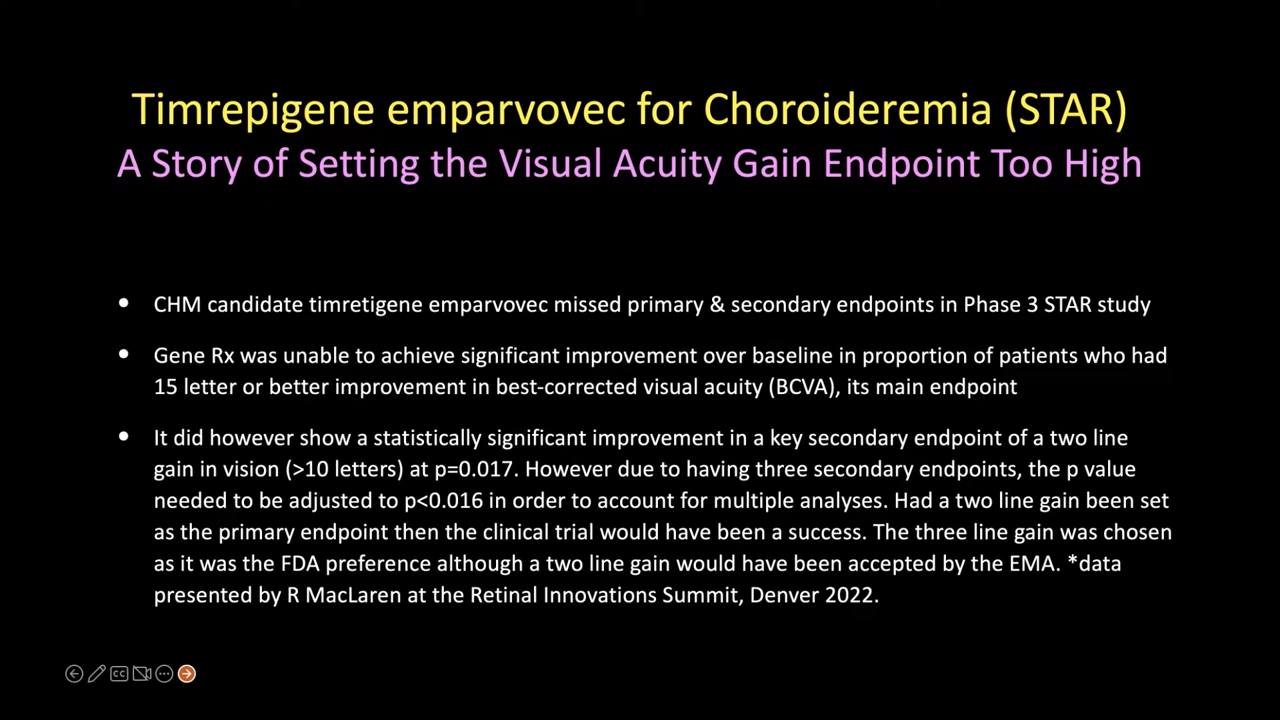 Timrepigene emparvovec for Choroideremia (STAR)
A Story of Setting the Visual Acuity Gain Endpoint Too High
• CHM candidate timretigene emparvovec missed primary & secondary endpoints in Phase 3 STAR study
• Gene Rx was unable to achieve significant improvement over baseline in proportion of patients who had
15 letter or better improvement in best-corrected visual acuity (BCVA), its main endpoint
• It did however show a statistically significant improvement in a key secondary endpoint of a two line
gain in vision (>10 letters) at p=0.017. However due to having three secondary endpoints, the p value
needed to be adjusted to p<0.016 in order to account for multiple analyses. Had a two line gain been set
as the primary endpoint then the clinical trial would have been a success. The three line gain was chosen
as it was the FDA preference although a two line gain would have been accepted by the EMA. *data
presented by R MacLaren at the Retinal Innovations Summit, Denver 2022.
CC